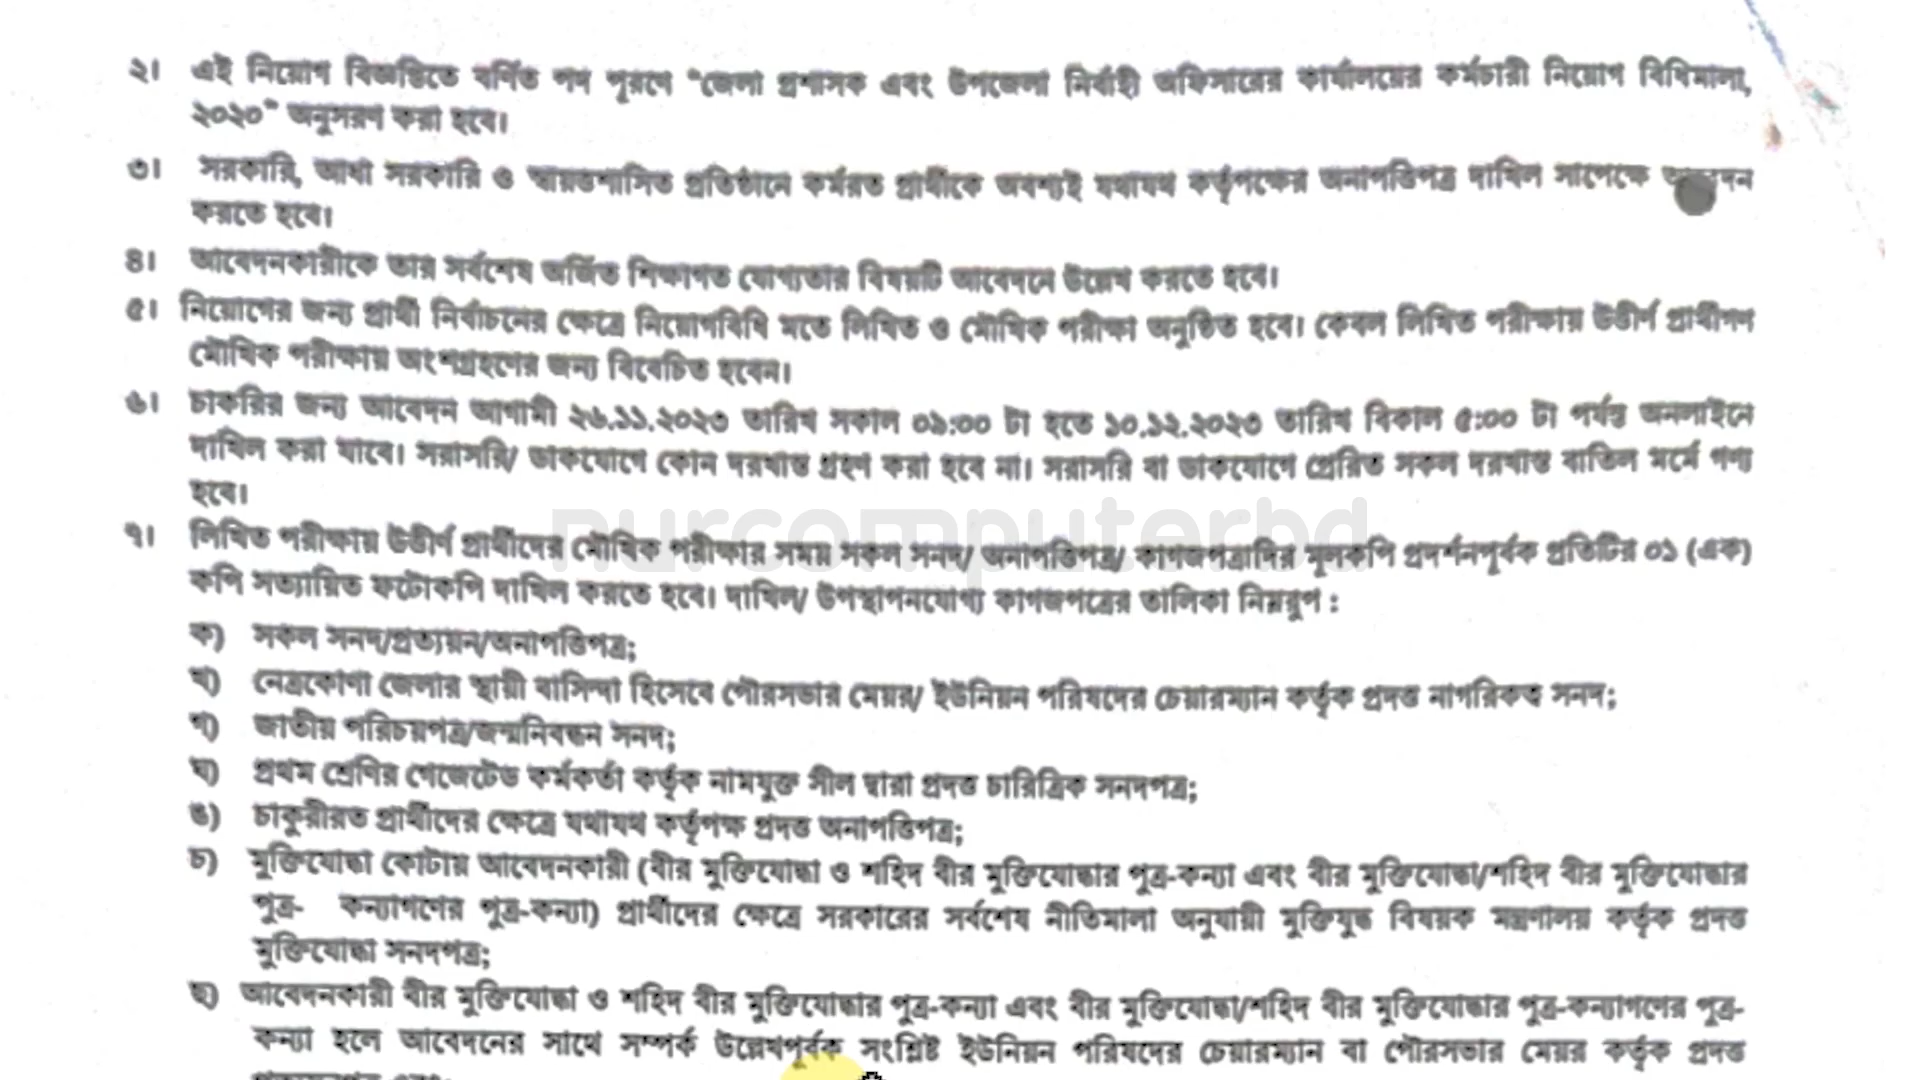 ২। এই নিয়োগ বিজ্ঞপ্তিতে বর্ণিত পদ পূরণে "জেলা প্রশাসক এবং উপজেলা নির্বাহী অফিসারের কার্যালয়ের কর্মচারী নিয়োগ বিধিমালা,
২০২০" অনুসরণ করা হবে।
৩। সরকারি, আধা সরকারি ও স্বায়ত্তশাসিত প্রতিষ্ঠানে কর্মরত প্রার্থীকে অবশ্যই যথাযথ কর্তৃপক্ষের অনাপত্তিপত্র দাখিল সাপেক্ষে
করতে হবে।
৪। আবেদনকারীকে তার সর্বশেষ অর্জিত শিক্ষাগত যোগ্যতার বিষয়টি আবেদনে উল্লেখ করতে হবে।
৫। নিয়োগের জন্য প্রার্থী নির্বাচনের ক্ষেত্রে নিয়োগবিধি মতে লিখিত ও মৌখিক পরীক্ষা অনুষ্ঠিত হবে। কেবল লিখিত পরীক্ষায় উত্তীর্ণ প্রার্থীগণ
মৌখিক পরীক্ষায় অংশগ্রহণের জন্য বিবেচিত হবেন।
৬। চাকরির জন্য আবেদন আগামী ২৬.১১.২০২৩ তারিখ সকাল ০৯:০০ টা হতে ১০.১২.২০২৩ তারিখ বিকাল ৫:০০ টা পর্যন্ত অনলাইনে
দাখিল করা যাবে। সরাসরি/ ডাকযোগে কোন দরখাস্ত গ্রহণ করা হবে না। সরাসরি বা ডাকযোগে প্রেরিত সকল দরখাস্ত বাতিল মর্মে গণ্য
হবে।
nurcomputerbd
৭। লিখিত পরীক্ষায় উত্তীর্ণ প্রার্থীদের মৌখিক পরীক্ষার সময় সকল সনদ/ অনাপত্তিপত্র/ কাগজপত্রাদির মূলকপি প্রদর্শনপূর্বক প্রতিটির ০১ (এক)
কপি সত্যায়িত ফটোকপি দাখিল করতে হবে। দাখিল/ উপস্থাপনযোগ্য কাগজপত্রের তালিকা নিম্নরুপ :
ক) সকল সনদ/প্রত্যয়ন/অনাপত্তিপত্র;
খ) নেত্রকোণা জেলার স্থায়ী বাসিন্দা হিসেবে পৌরসভার মেয়র/ ইউনিয়ন পরিষদের চেয়ারম্যান কর্তৃক প্রদত্ত নাগরিকত্ব সনদ;
গ) জাতীয় পরিচয়পত্র/জন্মনিবন্ধন সনদ;
ঘ) প্রথম শ্রেণির গেজেটেড কর্মকর্তা কর্তৃক নামযুক্ত সীল দ্বারা প্রদত্ত চারিত্রিক সনদপত্র;
ঙ) চাকুরীরত প্রার্থীদের ক্ষেত্রে যথাযথ কর্তৃপক্ষ প্রদত্ত অনাপত্তিপত্র;
চ) মুক্তিযোদ্ধা কোটায় আবেদনকারী (বীর মুক্তিযোদ্ধা ও শহিদ বীর মুক্তিযোদ্ধার পুত্র-কন্যা এবং বীর মুক্তিযোদ্ধা/শহিদ বীর মুক্তিযোদ্ধার
পুত্র- কন্যাগণের পুত্র-কন্যা) প্রার্থীদের ক্ষেত্রে সরকারের সর্বশেষ নীতিমালা অনুযায়ী মুক্তিযুদ্ধ বিষয়ক মন্ত্রণালয় কর্তৃক প্রদত্ত
মুক্তিযোদ্ধা সনদপত্র;
ছ) আবেদনকারী বীর মুক্তিযোদ্ধা ও শহিদ বীর মুক্তিযোদ্ধার পুত্র-কন্যা এবং বীর মুক্তিযোদ্ধা/শহিদ বীর মুক্তিযোদ্ধার পুত্র-কন্যাগণের পুত্র-
কন্যা হলে আবেদনের সাথে সম্পর্ক উল্লেখপূর্বক সংশ্লিষ্ট ইউনিয়ন পরিষদের চেয়ারম্যান বা পৌরসভার মেয়র কর্তৃক প্রদত্ত